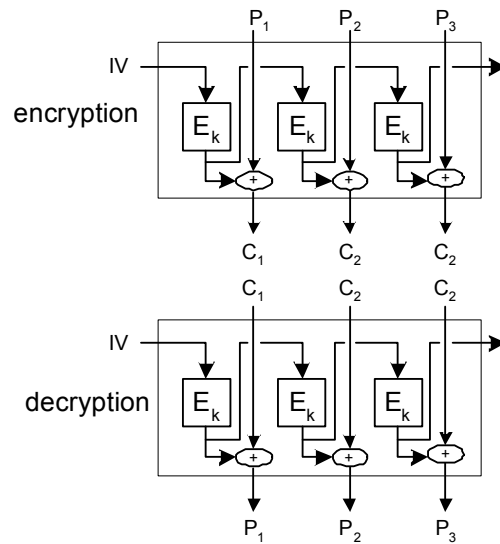 P1 P2 P3
IV
encryption
Ek Ek Ek
+ + +
C1 C2 C2
C1 C2 C2
IV
decryption
Ek Ek Ek
+ + +
P1 P2 P3